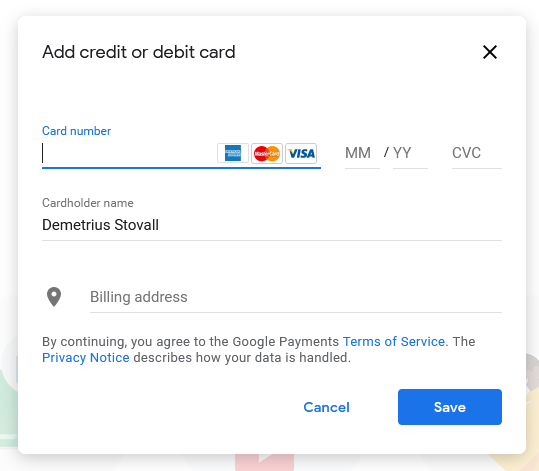 Add credit or debit card
Card number
MasterCard VISA MM / YY CVC
Cardholder name
Demetrius Stovall
Billing address
By continuing, you agree to the Google Payments Terms of Service. The
Privacy Notice describes how your data is handled.
Cancel Save